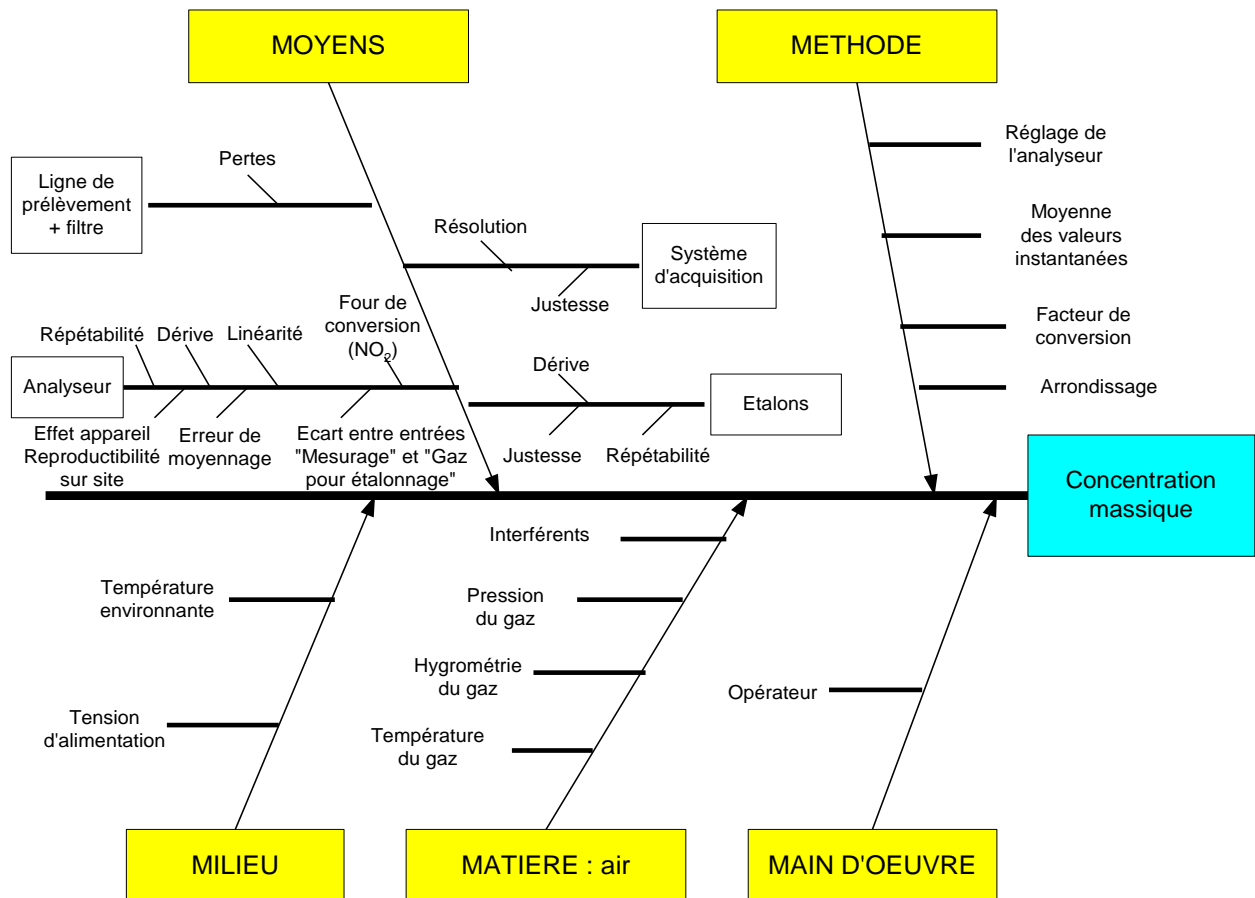 MOYENS
METHODE
Pertes
Ligne de
prélèvement
+ filtre
Réglage de
l'analyseur
Résolution
Système
d'acquisition
Justesse
Moyenne
des valeurs
instantanées
Four de
conversion
(NO2)
Répétabilité
Dérive
Linéarité
Analyseur
Facteur de
conversion
Dérive
Etalons
Arrondissage
Effet appareil
Reproductibilité
sur site
Erreur de
moyennage
Ecart entre entrées
"Mesurage" et "Gaz
pour étalonnage"
Justesse
Répétabilité
Concentration
massique
Interférents
Température
environnante
Pression
du gaz
Hygrométrie
du gaz
Opérateur
Tension
d'alimentation
Température
du gaz
MILIEU
MATIERE : air
MAIN D'OEUVRE